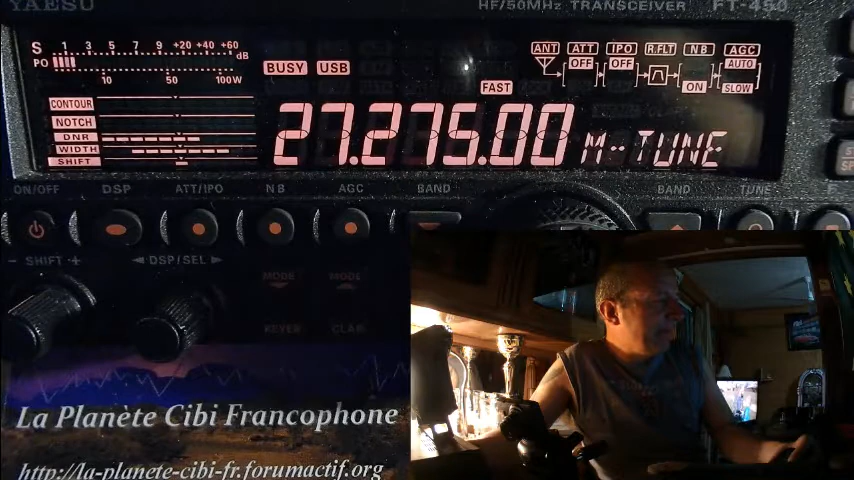 YAESU
HF/50MHz TRANSCEIVER FT-450
S 1 3 5 7 9 +20 +40 +60 dB
PO 10 50 100W
BUSY USB
FAST
ANT ATT IPO R.FLT NB AGC
OFF OFF AUTO
ON SLOW
CONTOUR
NOTCH
DNR
WIDTH
SHIFT
27.275.00 M-TUNE
ON/OFF DSP ATT/IPO NB AGC BAND BAND TUNE
- SHIFT + ◄DSP/SEL►
MODE MODE
KEYER CLAR
La Planète Cibi Francophone
http://la-planete-cibi-fr.forumactif.org